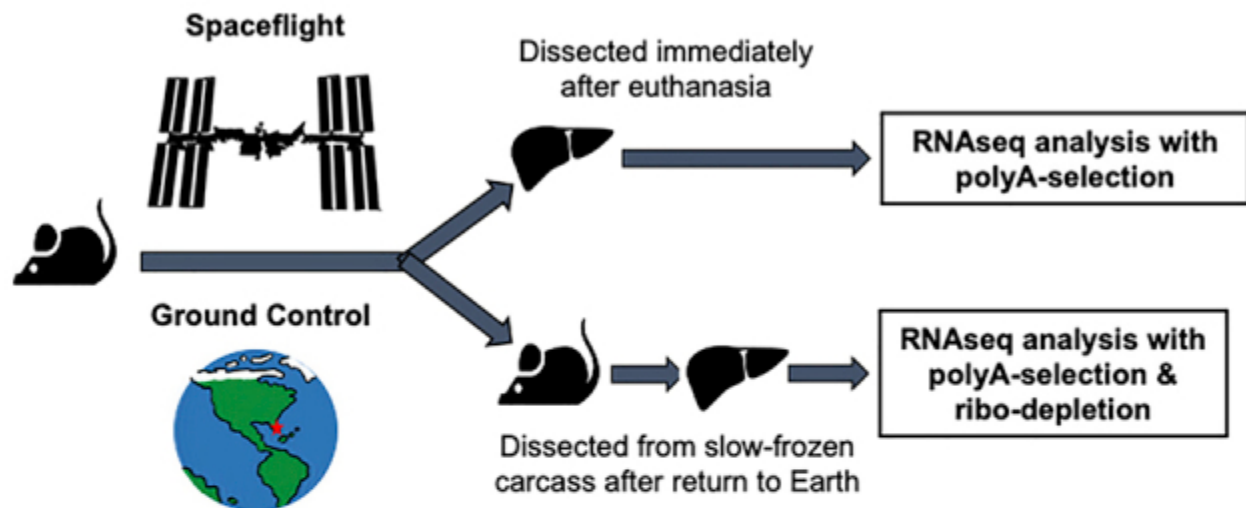 Spaceflight
Dissected immediately
after euthanasia
RNAseq analysis with
polyA-selection
Ground Control
RNAseq analysis with
polyA-selection &
ribo-depletion
Dissected from slow-frozen
carcass after return to Earth